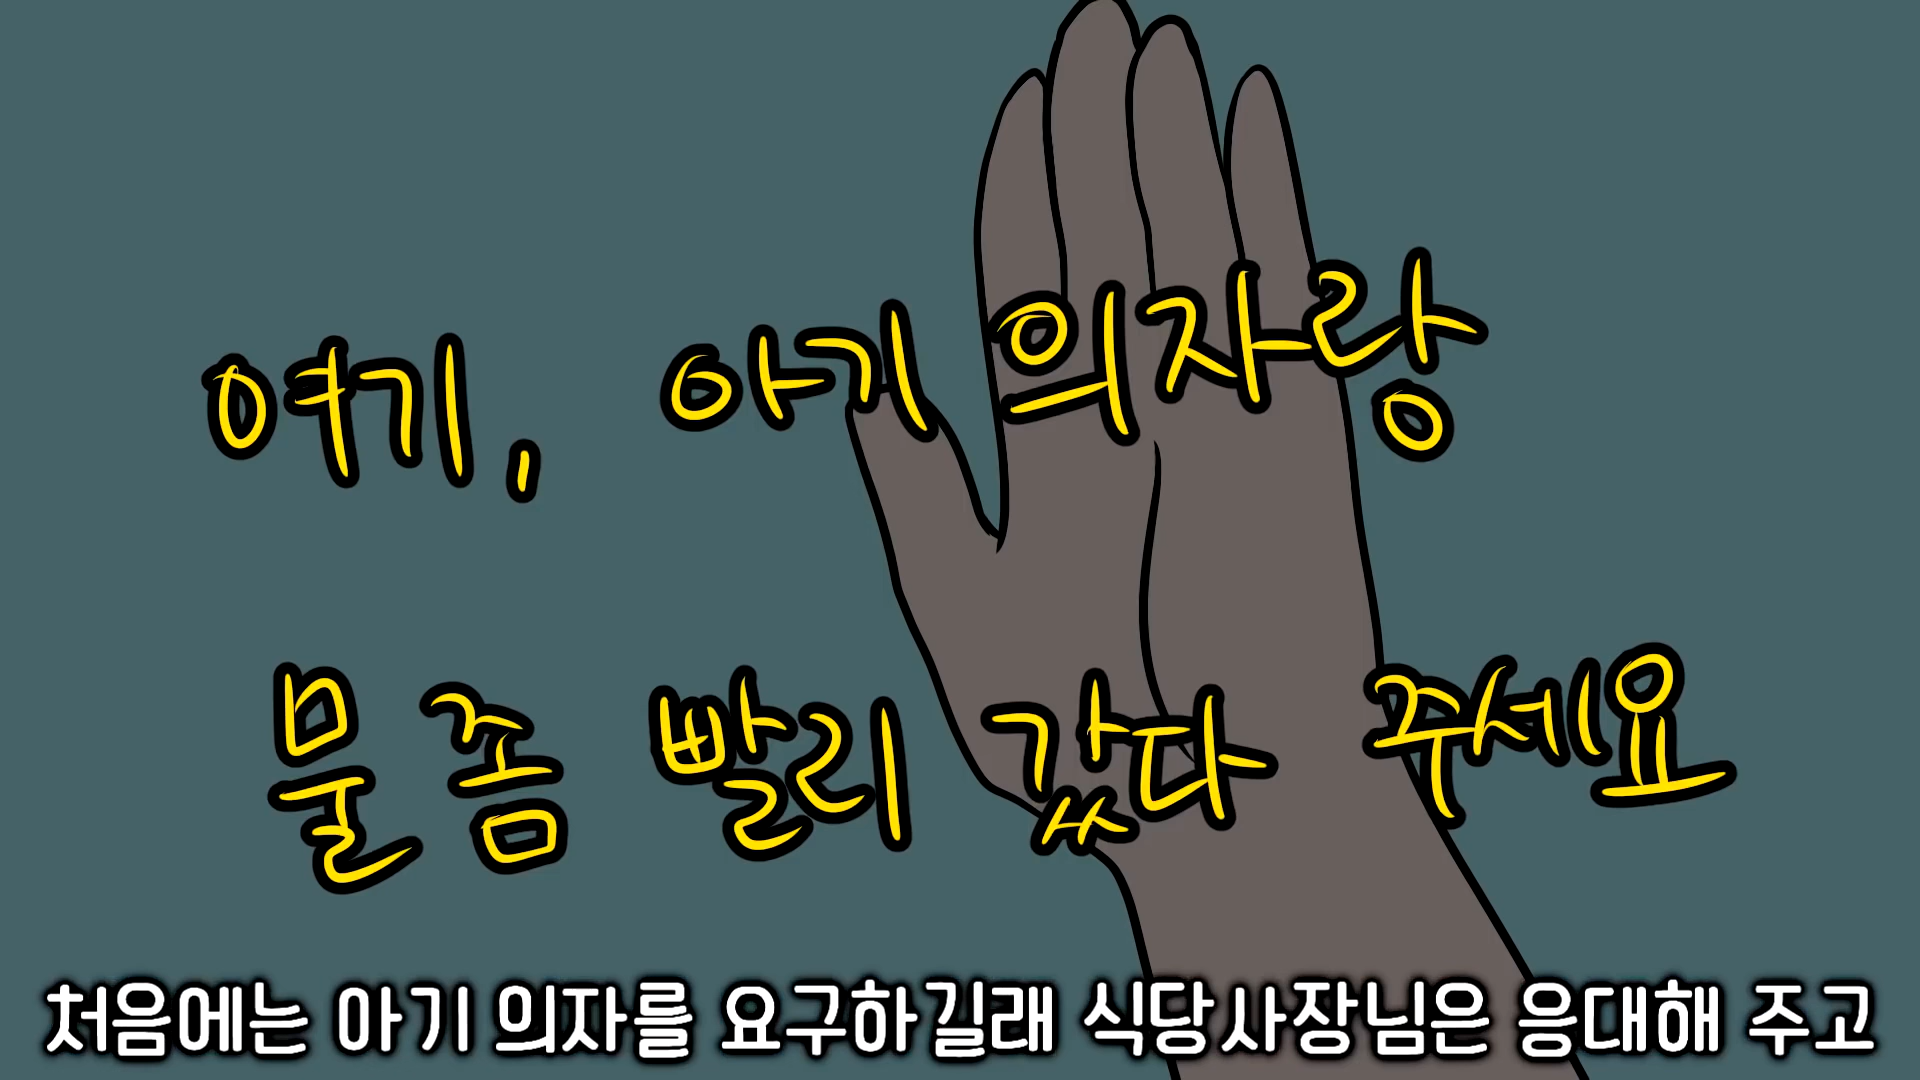 여기, 아기 의자랑
물 좀 빨리 갔다 주세요
처음에는 아기 의자를 요구하길래 식당사장님은 응대해 주고